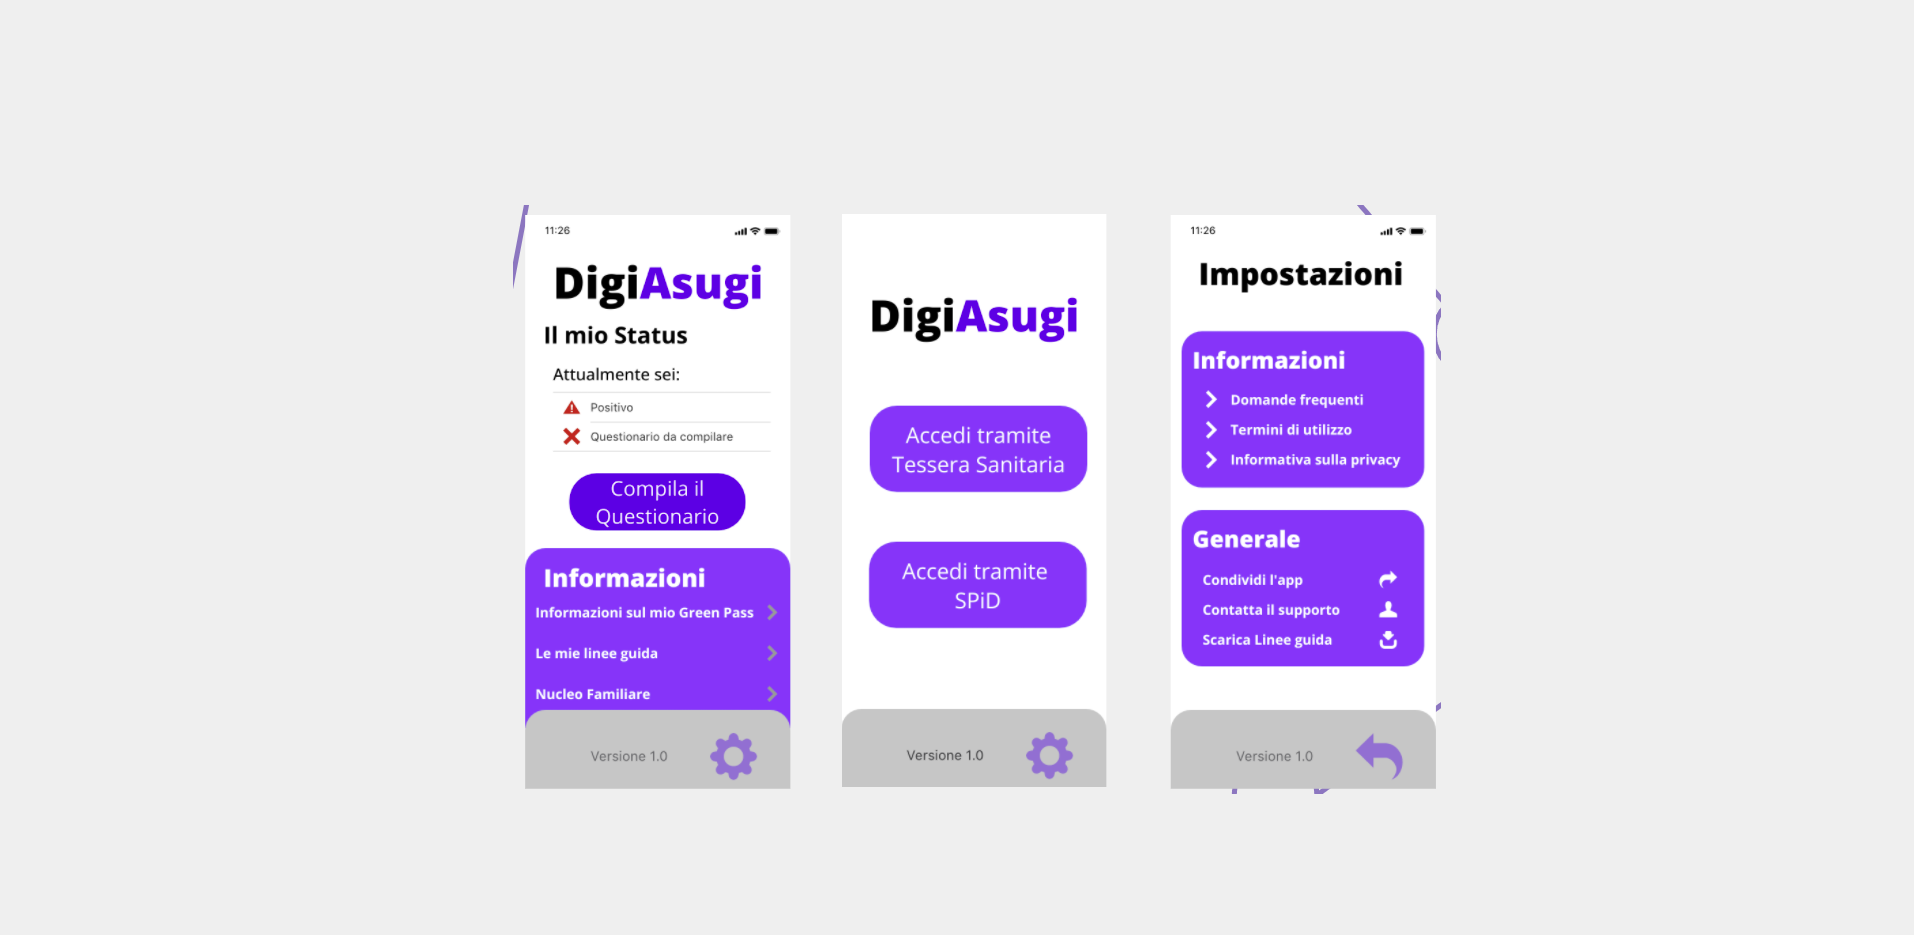 11:26
DigiAsugi
Il mio Status
Attualmente sei:
Positivo
Questionario da compilare
Compila il
Questionario
Informazioni
Informazioni sul mio Green Pass
Le mie linee guida
Nucleo Familiare
Versione 1.0
DigiAsugi
Accedi tramite
Tessera Sanitaria
Accedi tramite
SPiD
Versione 1.0
11:26
Impostazioni
Informazioni
Domande frequenti
Termini di utilizzo
Informativa sulla privacy
Generale
Condividi l'app
Contatta il supporto
Scarica Linee guida
Versione 1.0